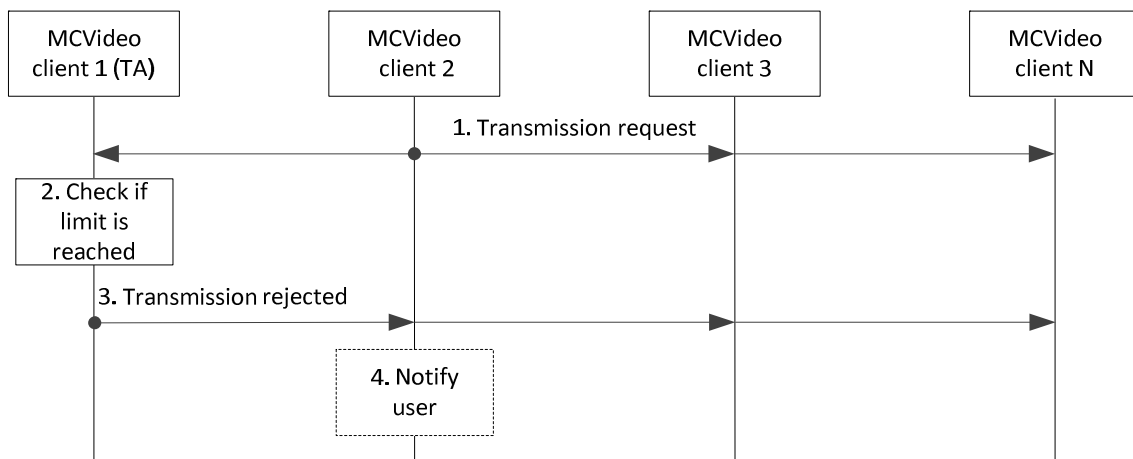 MCVideo
client 1 (TA)
MCVideo
client 2
MCVideo
client 3
MCVideo
client N
1. Transmission request
2. Check if
limit is
reached
3. Transmission rejected
4. Notify
user